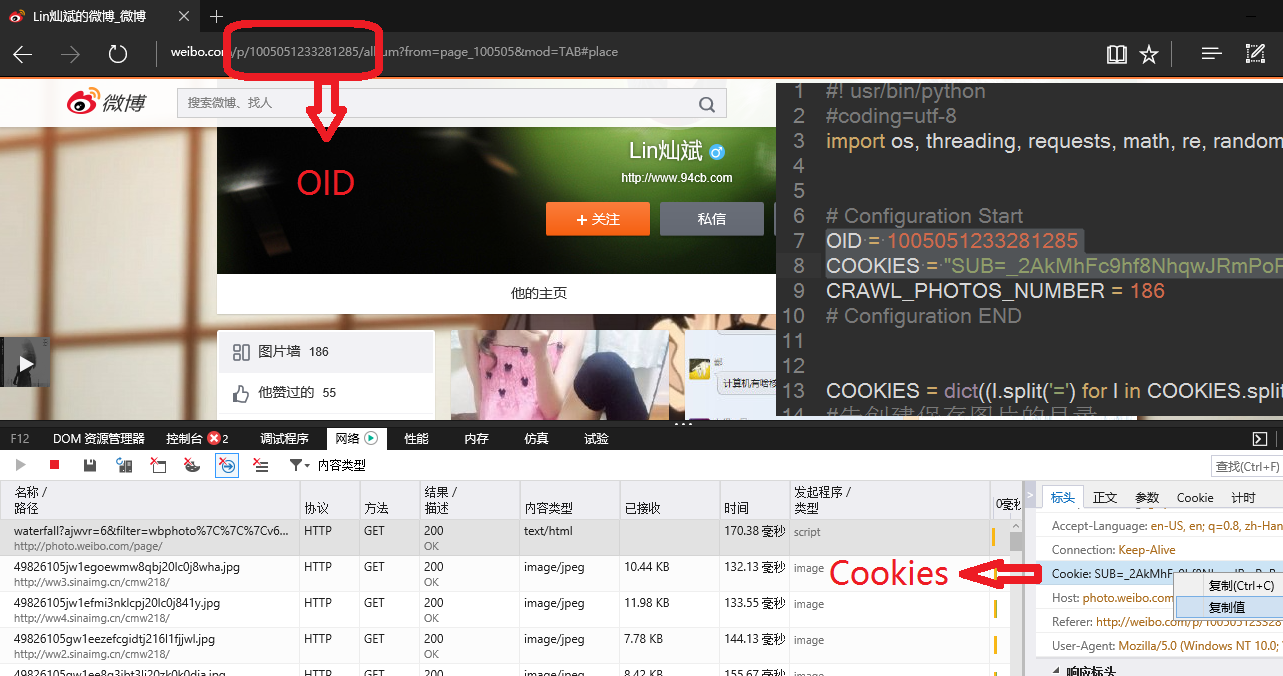 Lin灿斌的微博_微博
weibo.com/p/1005051233281285/album?from=page_100505&mod=TAB#place
微博
搜索微博、找人
OID
Lin灿斌
http://www.94cb.com
+ 关注
私信
他的主页
图片墙 186
他赞过的 55
1 #! usr/bin/python
2 #coding=utf-8
3 import os, threading, requests, math, re, random
4
5
6 # Configuration Start
7 OID = 1005051233281285
8 COOKIES = "SUB=_2AkMhFc9hf8NhqwJRmPoP
9 CRAWL_PHOTOS_NUMBER = 186
10 # Configuration END
11
12
13 COOKIES = dict((l.split('=') for l in COOKIES.split
14 #先创建保存图片的目录
F12 DOM 资源管理器 控制台 2 调试程序 网络 性能 内存 仿真 试验
内容类型
查找(Ctrl+F)
名称 /
路径
协议
方法
结果 /
描述
内容类型
已接收
时间
发起程序 /
类型
0毫秒
waterfall?ajwvr=6&filter=wbphoto%7C%7C%7Cv6... HTTP GET 200 text/html 170.38 毫秒 script
http://photo.weibo.com/page/ OK
49826105jw1egoewmw8qbj20lc0j8wha.jpg HTTP GET 200 image/jpeg 10.44 KB 132.13 毫秒 image
http://ww3.sinaimg.cn/cmw218/ OK
49826105jw1efmi3nklcpj20lc0j841y.jpg HTTP GET 200 image/jpeg 11.98 KB 133.55 毫秒 image
http://ww4.sinaimg.cn/cmw218/ OK
49826105gw1eezefcgidtj216l1fjjwl.jpg HTTP GET 200 image/jpeg 7.78 KB 144.13 毫秒 image
http://ww2.sinaimg.cn/cmw218/ OK
HTTP GET 200 image/jpeg 8.42 KB 155.67 毫秒 image
Cookies
标头 正文 参数 Cookie 计时
Accept-Language: en-US, en; q=0.8, zh-Han
Connection: Keep-Alive
Cookie: SUB=_2AkMhF
复制(Ctrl+C)
Host: photo.weibo.com
复制值
Referer: http://weibo.com/p/100505123328
User-Agent: Mozilla/5.0 (Windows NT 10.0;
响应标头